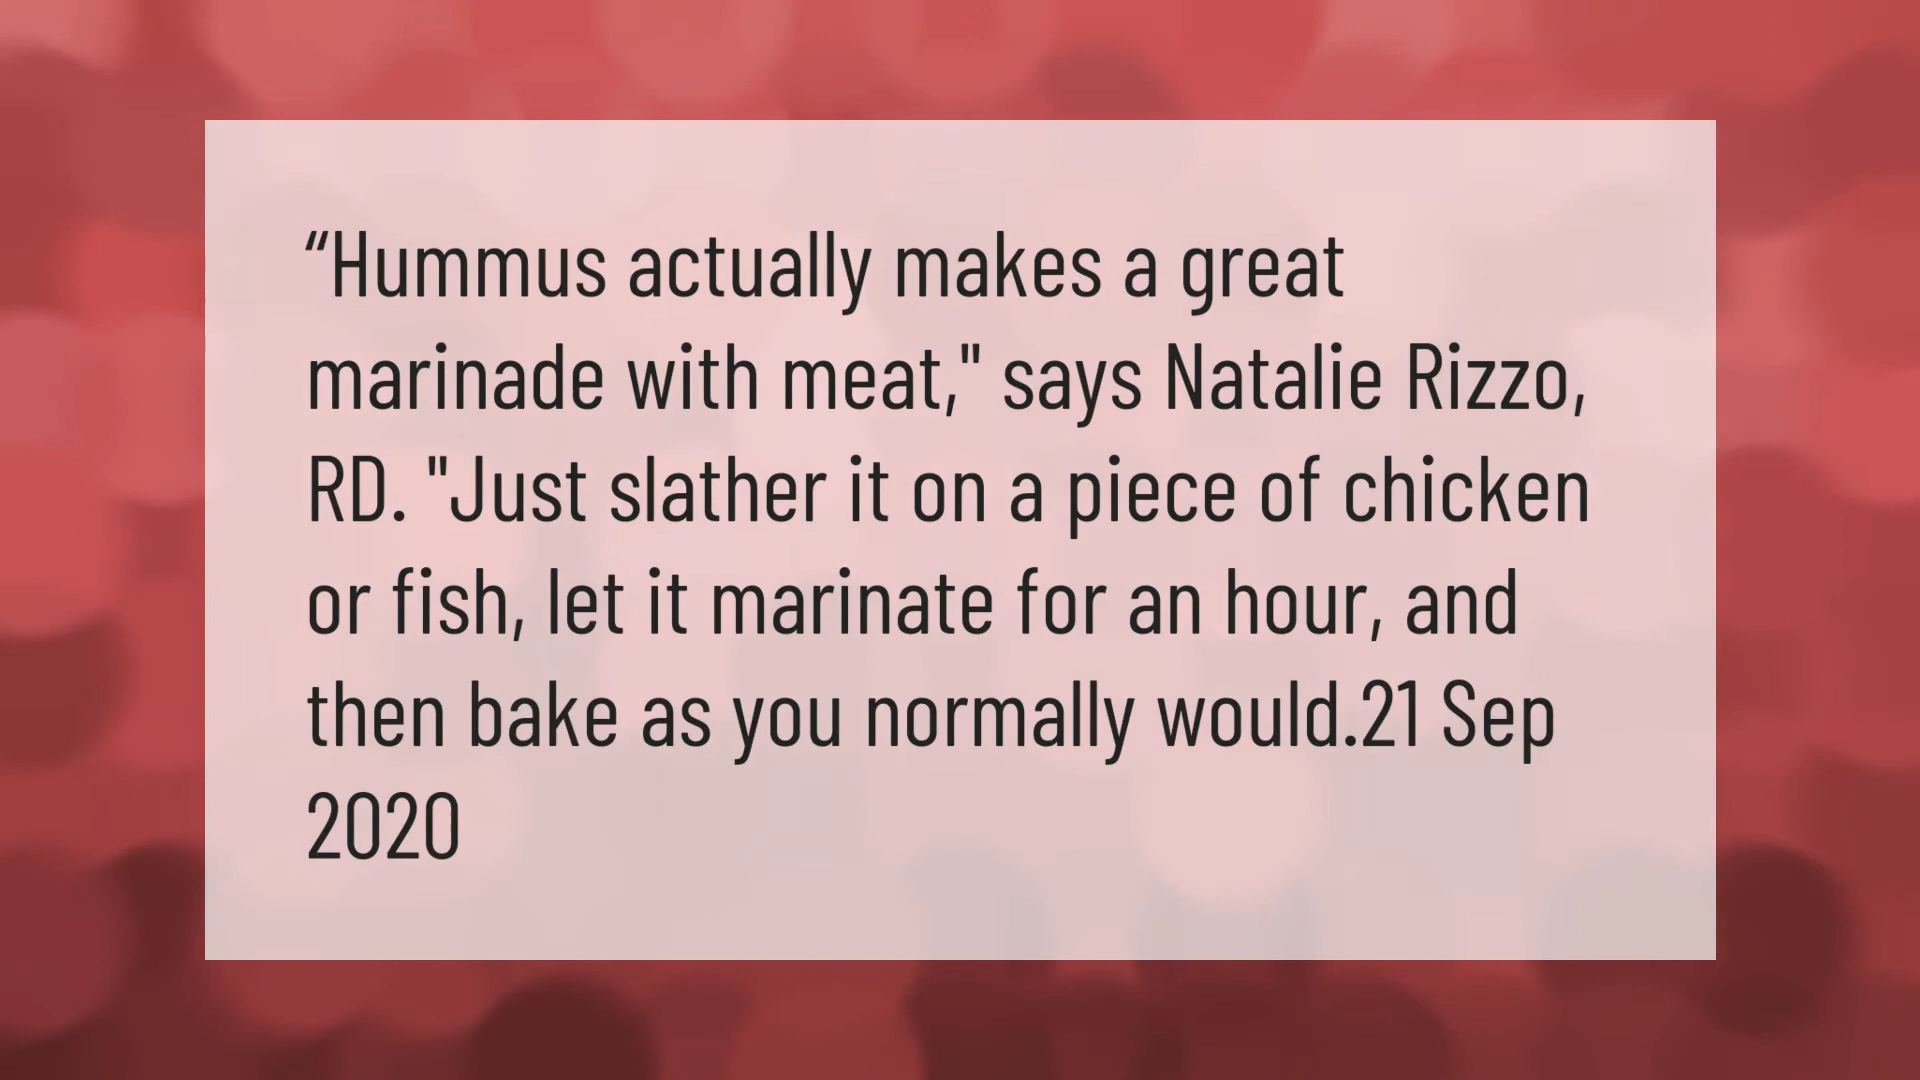 “Hummus actually makes a great
marinade with meat," says Natalie Rizzo,
RD. "Just slather it on a piece of chicken
or fish, let it marinate for an hour, and
then bake as you normally would.21 Sep
2020